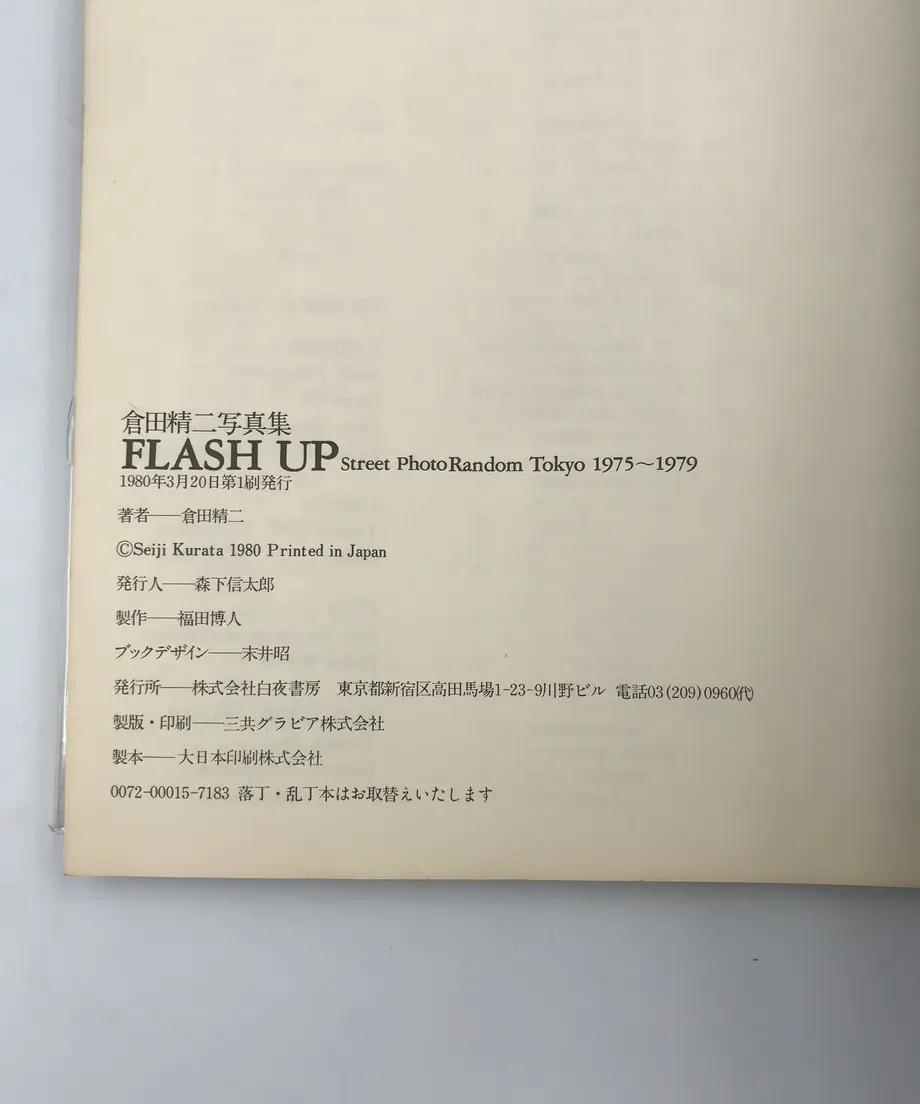 倉田精二写真集
FLASH UP Street Photo Random Tokyo 1975〜1979
1980年3月20日第1刷発行
著者──倉田精二
©Seiji Kurata 1980 Printed in Japan
発行人──森下信太郎
製作──福田博人
ブックデザイン──末井昭
発行所──株式会社白夜書房 東京都新宿区高田馬場1-23-9川野ビル 電話03(209)0960㈹
製版・印刷──三共グラビア株式会社
製本──大日本印刷株式会社
0072-00015-7183 落丁・乱丁本はお取替えいたします